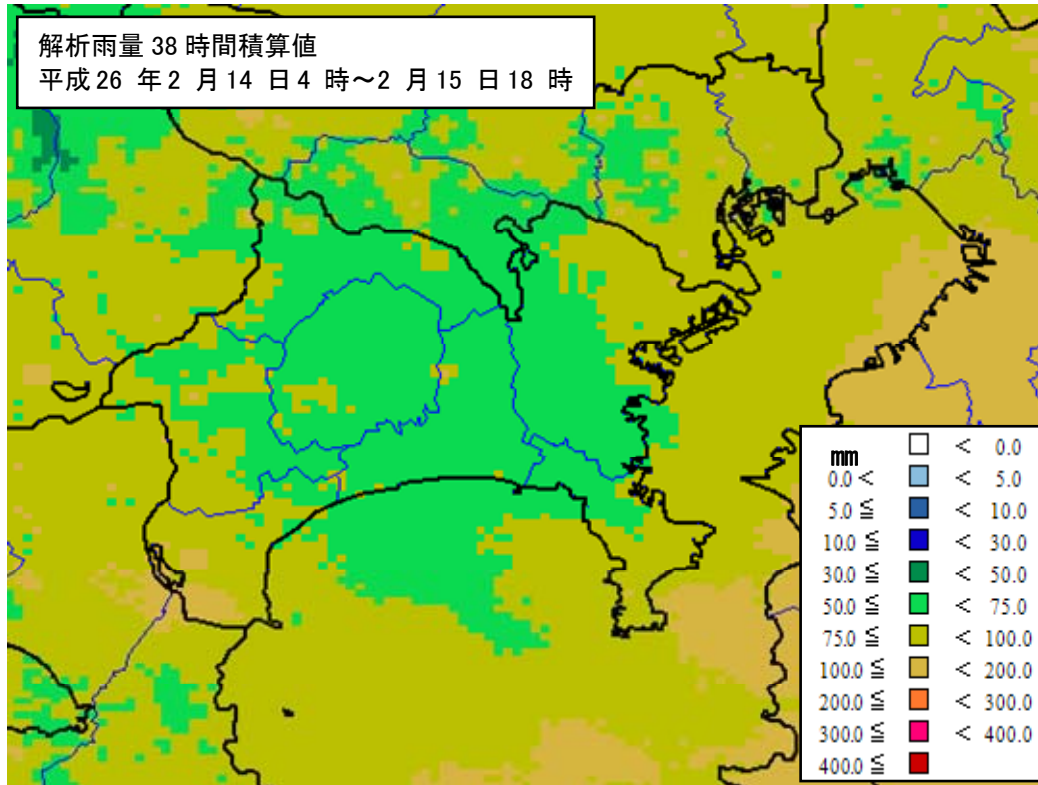 解析雨量 38 時間積算値
平成 26 年 2 月 14 日 4 時～2 月 15 日 18 時
mm < 0.0
0.0 < < 5.0
5.0 ≦ < 10.0
10.0 ≦ < 30.0
30.0 ≦ < 50.0
50.0 ≦ < 75.0
75.0 ≦ < 100.0
100.0 ≦ < 200.0
200.0 ≦ < 300.0
300.0 ≦ < 400.0
400.0 ≦